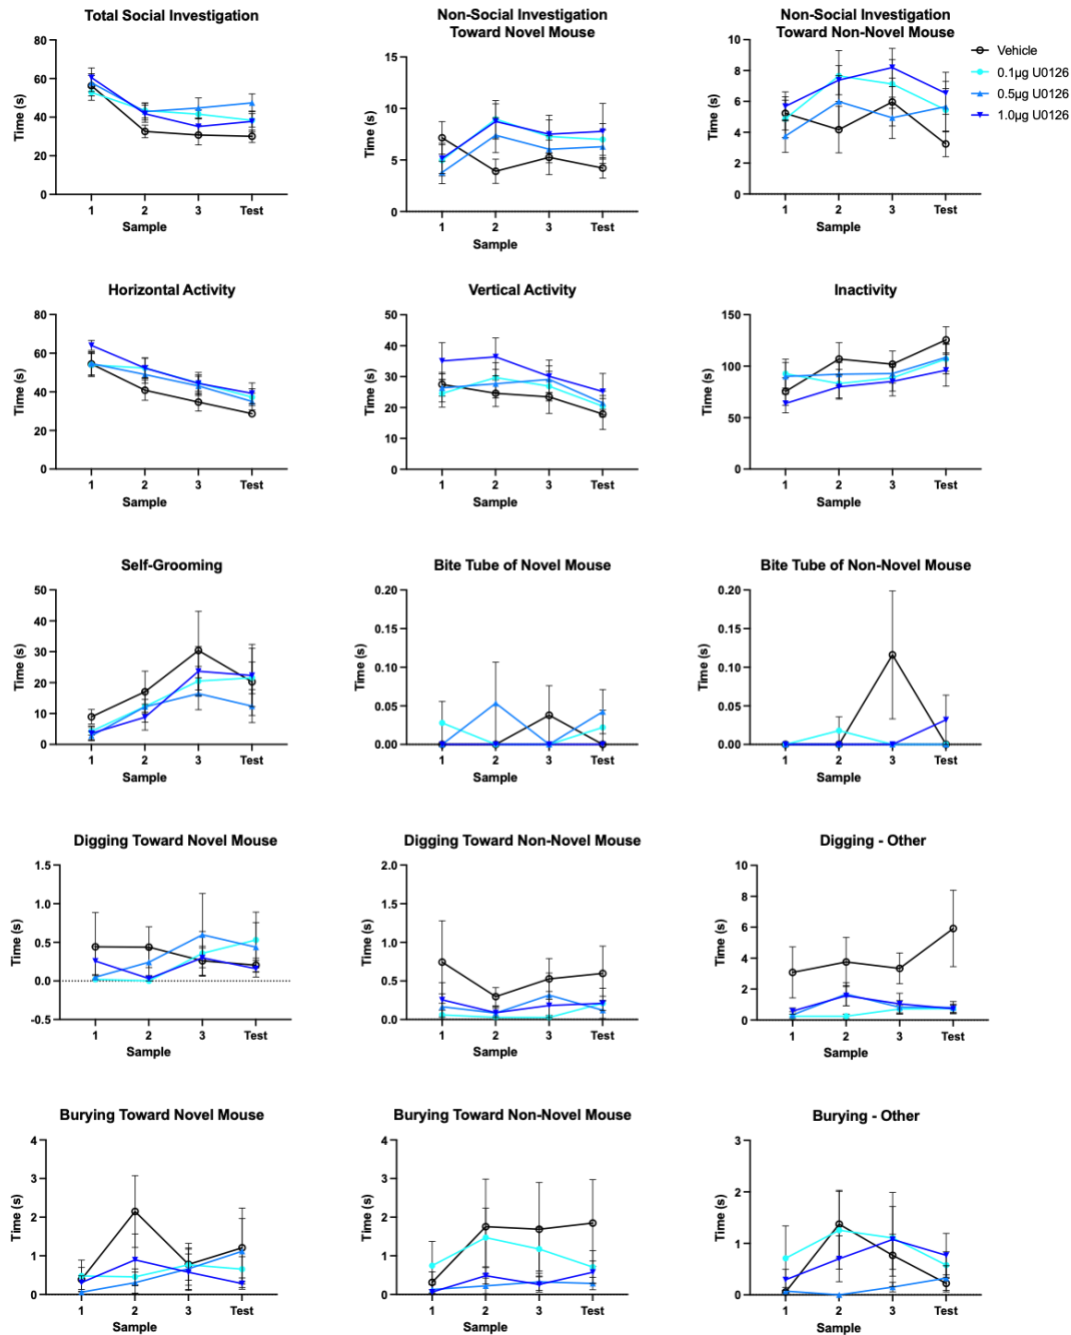 Total Social Investigation
Time (s)
80
60
40
20
0
1 2 3 Test
Sample
Non-Social Investigation
Toward Novel Mouse
Time (s)
15
10
5
0
1 2 3 Test
Sample
Non-Social Investigation
Toward Non-Novel Mouse
Time (s)
10
8
6
4
2
0
1 2 3 Test
Sample
Vehicle
0.1µg U0126
0.5µg U0126
1.0µg U0126
Horizontal Activity
Time (s)
80
60
40
20
0
1 2 3 Test
Sample
Vertical Activity
Time (s)
50
40
30
20
10
0
1 2 3 Test
Sample
Inactivity
Time (s)
150
100
50
0
1 2 3 Test
Sample
Self-Grooming
Time (s)
50
40
30
20
10
0
1 2 3 Test
Sample
Bite Tube of Novel Mouse
Time (s)
0.20
0.15
0.10
0.05
0.00
1 2 3 Test
Sample
Bite Tube of Non-Novel Mouse
Time (s)
0.20
0.15
0.10
0.05
0.00
1 2 3 Test
Sample
Digging Toward Novel Mouse
Time (s)
1.5
1.0
0.5
0.0
-0.5
1 2 3 Test
Sample
Digging Toward Non-Novel Mouse
Time (s)
2.0
1.5
1.0
0.5
0.0
1 2 3 Test
Sample
Digging - Other
Time (s)
10
8
6
4
2
0
1 2 3 Test
Sample
Burying Toward Novel Mouse
Time (s)
4
3
2
1
0
1 2 3 Test
Sample
Burying Toward Non-Novel Mouse
Time (s)
4
3
2
1
0
1 2 3 Test
Sample
Burying - Other
Time (s)
3
2
1
0
1 2 3 Test
Sample